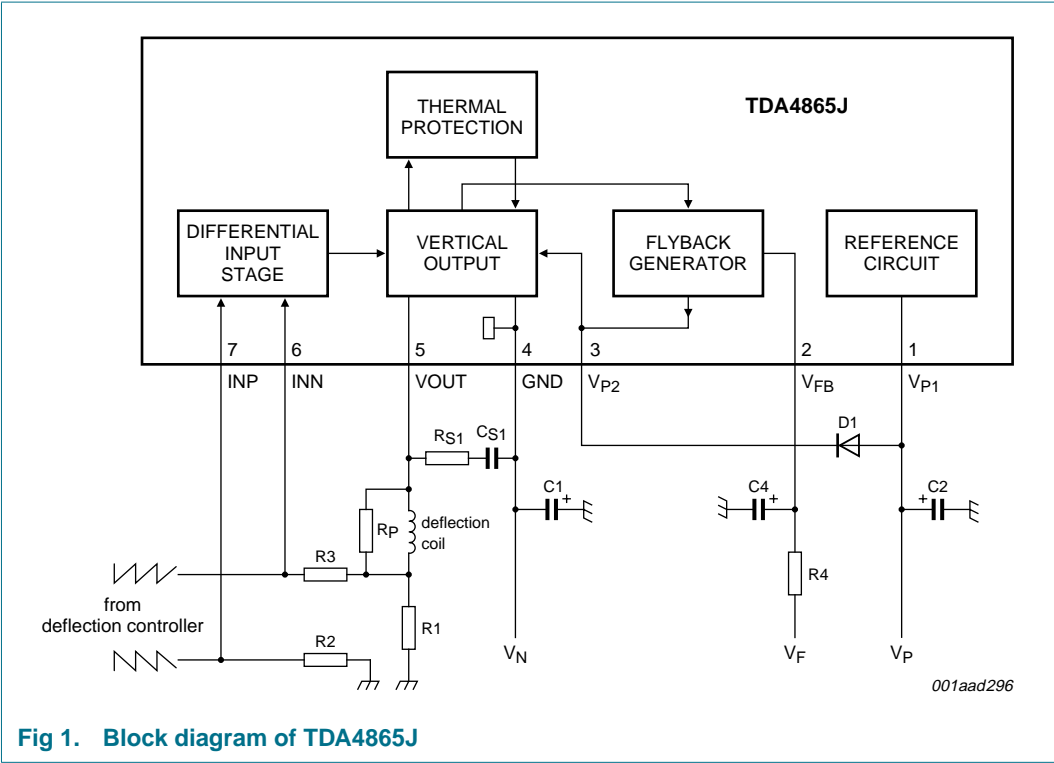 THERMAL
PROTECTION
TDA4865J
DIFFERENTIAL
INPUT
STAGE
VERTICAL
OUTPUT
FLYBACK
GENERATOR
REFERENCE
CIRCUIT
7 6 5 4 3 2 1
INP INN VOUT GND VP2 VFB VP1
D1
RS1 CS1
C1 + C4 + + C2
RP deflection
coil
R3
R4
from
deflection controller
R1
R2
VN VF VP
001aad296
Fig 1. Block diagram of TDA4865J